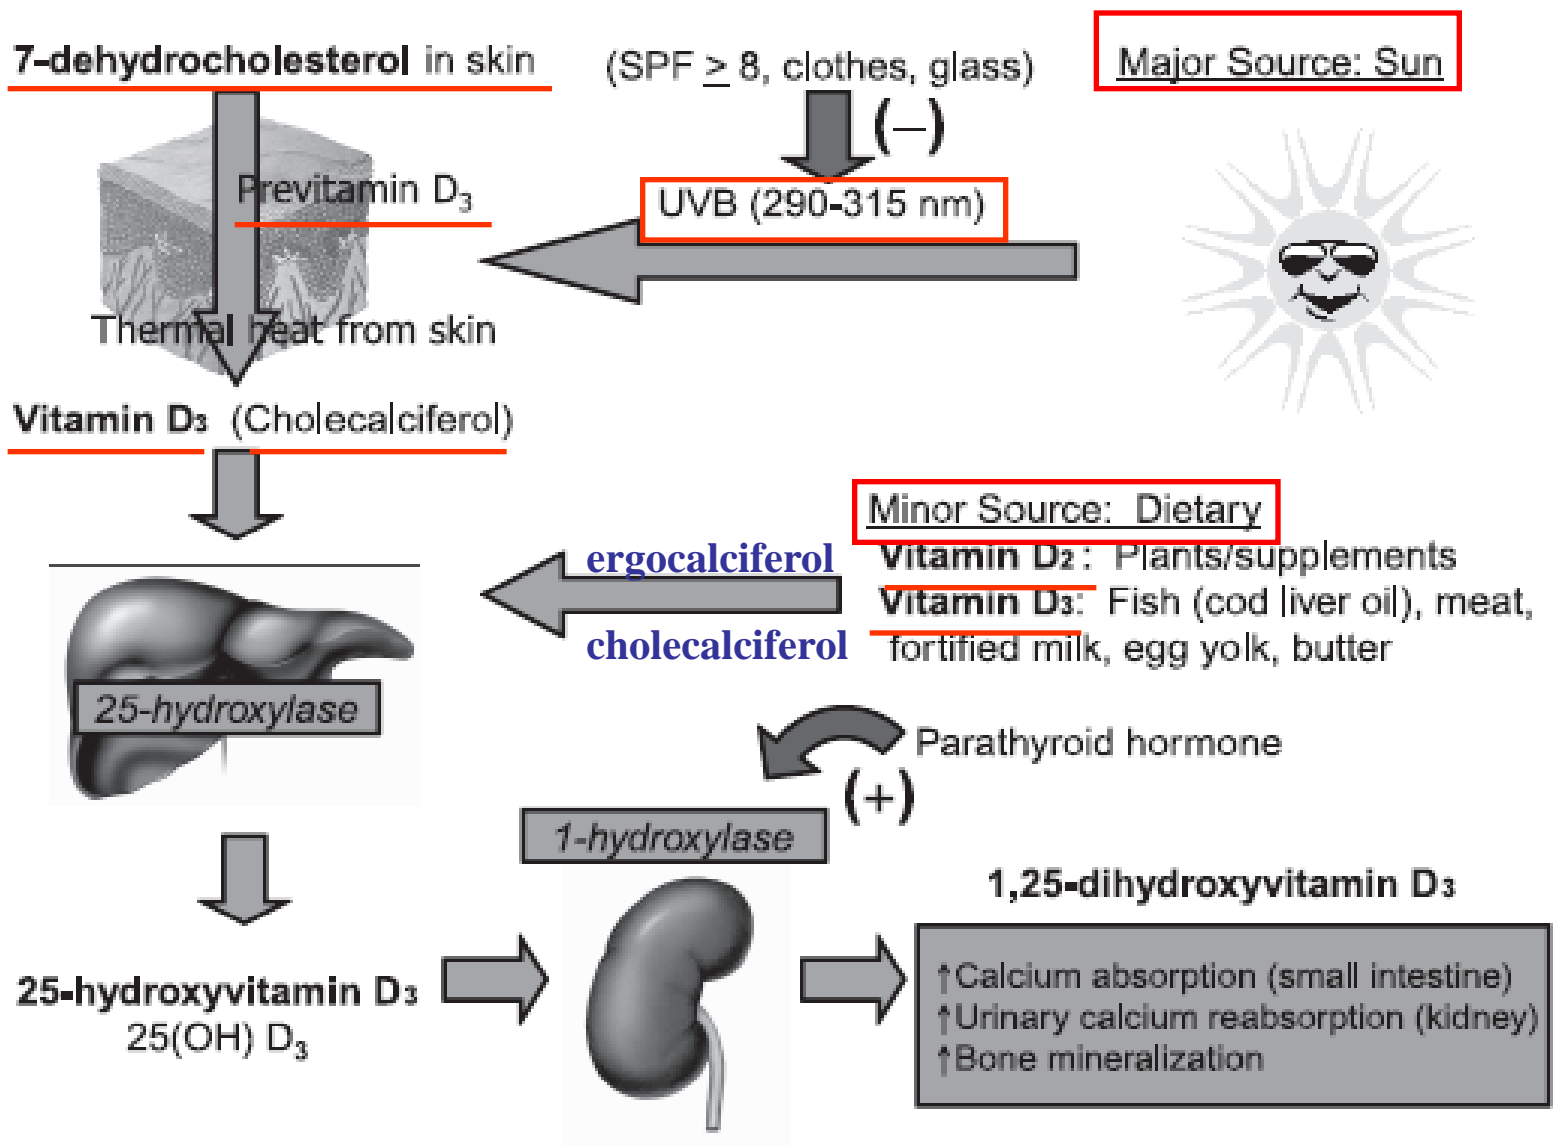 7-dehydrocholesterol in skin
(SPF ≥ 8, clothes, glass)
Major Source: Sun
(–)
Previtamin D₃
UVB (290-315 nm)
Thermal heat from skin
Vitamin D₃ (Cholecalciferol)
Minor Source: Dietary
ergocalciferol
Vitamin D₂ : Plants/supplements
Vitamin D₃: Fish (cod liver oil), meat,
cholecalciferol
fortified milk, egg yolk, butter
25-hydroxylase
Parathyroid hormone
(+)
1-hydroxylase
1,25-dihydroxyvitamin D₃
↑Calcium absorption (small intestine)
↑Urinary calcium reabsorption (kidney)
↑Bone mineralization
25-hydroxyvitamin D₃
25(OH) D₃